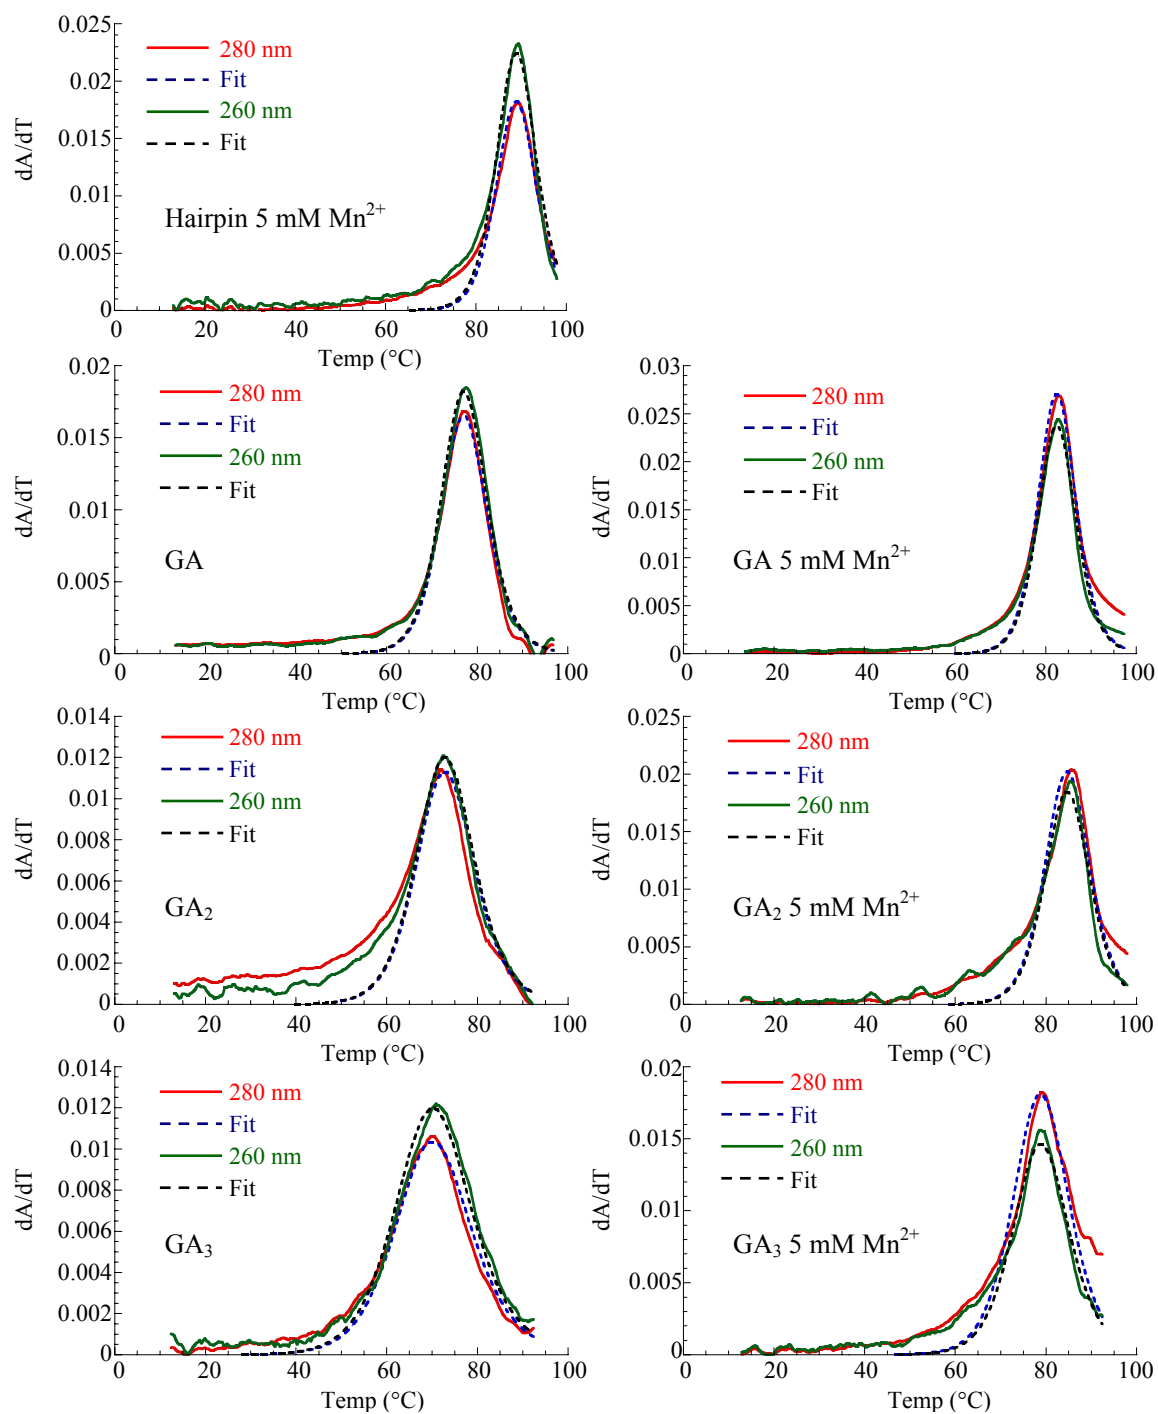 0.025
0.02
0.015
0.01
0.005
0
dA/dT
280 nm
Fit
260 nm
Fit
Hairpin 5 mM Mn2+
0 20 40 60 80 100
Temp (°C)
0.02
0.015
0.01
0.005
0
dA/dT
280 nm
Fit
260 nm
Fit
GA
0 20 40 60 80 100
Temp (°C)
0.03
0.025
0.02
0.015
0.01
0.005
0
dA/dT
280 nm
Fit
260 nm
Fit
GA 5 mM Mn2+
0 20 40 60 80 100
Temp (°C)
0.014
0.012
0.01
0.008
0.006
0.004
0.002
0
dA/dT
280 nm
Fit
260 nm
Fit
GA2
0 20 40 60 80 100
Temp (°C)
0.025
0.02
0.015
0.01
0.005
0
dA/dT
280 nm
Fit
260 nm
Fit
GA2 5 mM Mn2+
0 20 40 60 80 100
Temp (°C)
0.014
0.012
0.01
0.008
0.006
0.004
0.002
0
dA/dT
280 nm
Fit
260 nm
Fit
GA3
0 20 40 60 80 100
Temp (°C)
0.02
0.015
0.01
0.005
0
dA/dT
280 nm
Fit
260 nm
Fit
GA3 5 mM Mn2+
0 20 40 60 80 100
Temp (°C)